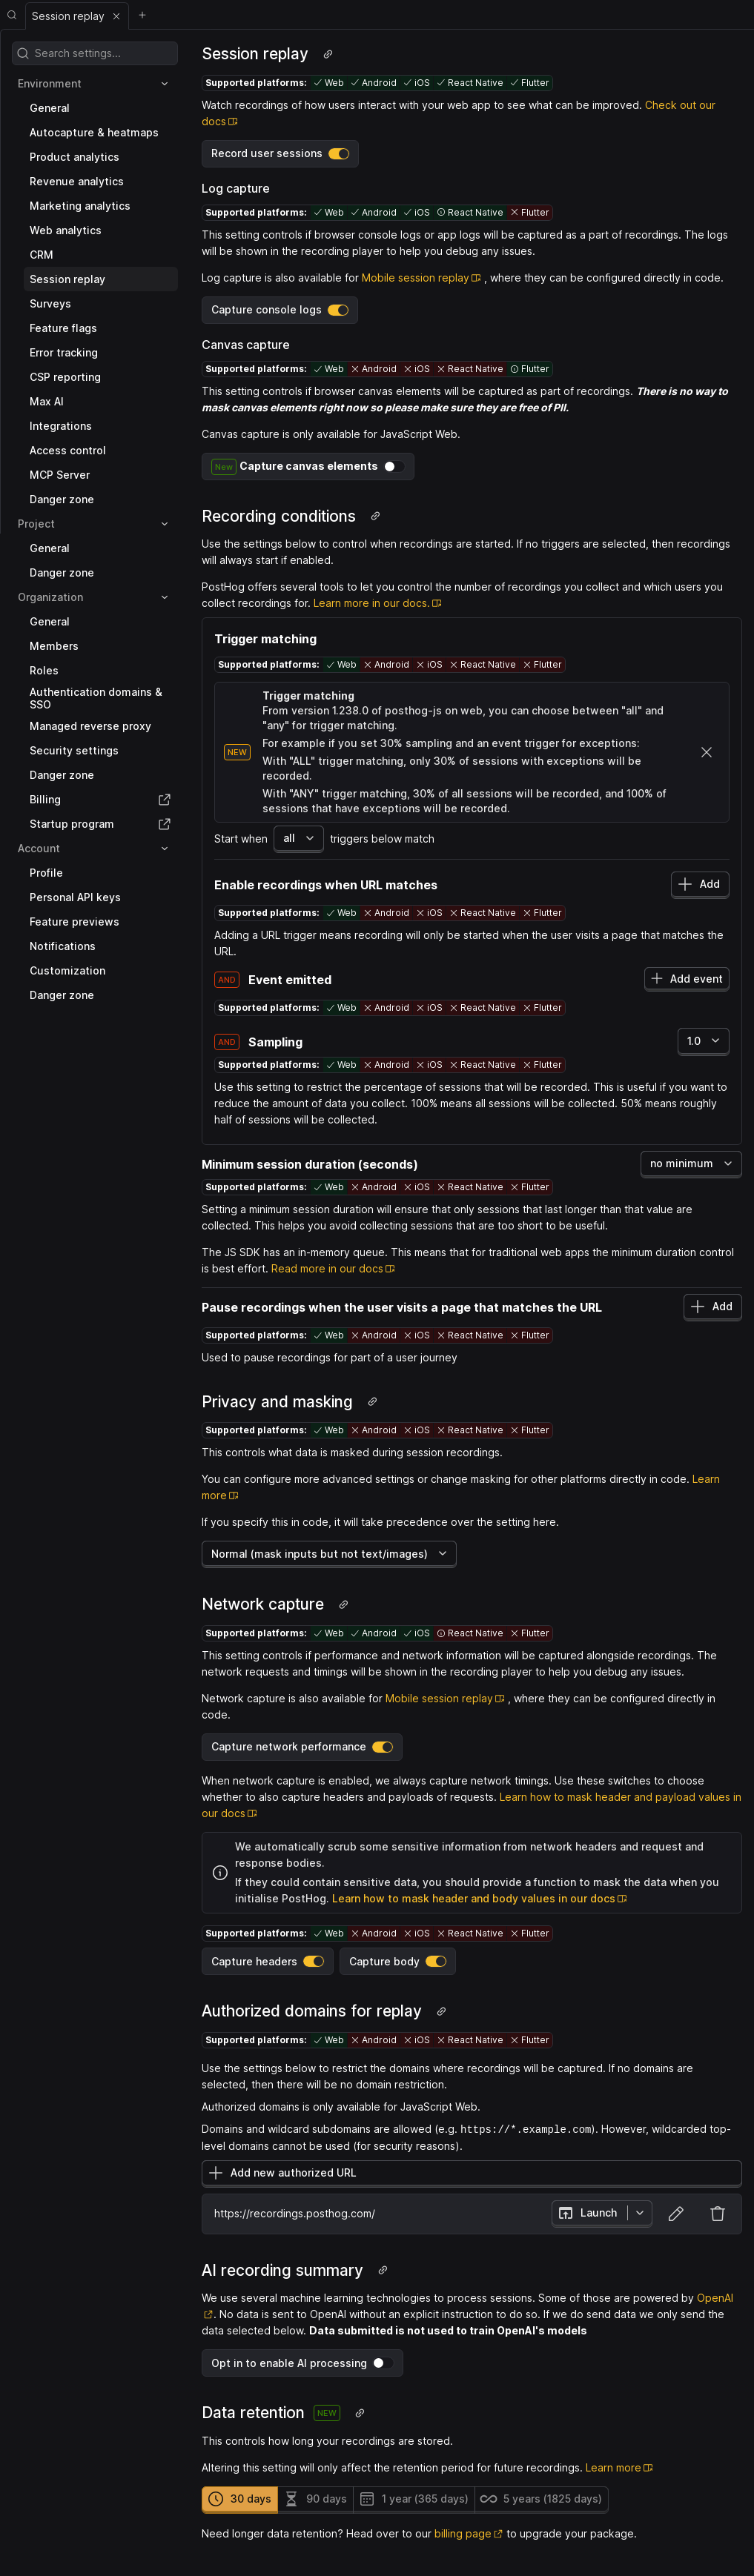 Session replay
Search settings...
Environment
General
Autocapture & heatmaps
Product analytics
Revenue analytics
Marketing analytics
Web analytics
CRM
Session replay
Surveys
Feature flags
Error tracking
CSP reporting
Max AI
Integrations
Access control
MCP Server
Danger zone
Project
General
Danger zone
Organization
General
Members
Roles
Authentication domains &
SSO
Managed reverse proxy
Security settings
Danger zone
Billing
Startup program
Account
Profile
Personal API keys
Feature previews
Notifications
Customization
Danger zone
Session replay
Supported platforms: Web Android iOS React Native Flutter
Watch recordings of how users interact with your web app to see what can be improved. Check out our
docs
Record user sessions
Log capture
Supported platforms: Web Android iOS React Native Flutter
This setting controls if browser console logs or app logs will be captured as a part of recordings. The logs
will be shown in the recording player to help you debug any issues.
Log capture is also available for Mobile session replay , where they can be configured directly in code.
Capture console logs
Canvas capture
Supported platforms: Web Android iOS React Native Flutter
This setting controls if browser canvas elements will be captured as part of recordings. There is no way to
mask canvas elements right now so please make sure they are free of PII.
Canvas capture is only available for JavaScript Web.
New Capture canvas elements
Recording conditions
Use the settings below to control when recordings are started. If no triggers are selected, then recordings
will always start if enabled.
PostHog offers several tools to let you control the number of recordings you collect and which users you
collect recordings for. Learn more in our docs.
Trigger matching
Supported platforms: Web Android iOS React Native Flutter
NEW
Trigger matching
From version 1.238.0 of posthog-js on web, you can choose between "all" and
"any" for trigger matching.
For example if you set 30% sampling and an event trigger for exceptions:
With "ALL" trigger matching, only 30% of sessions with exceptions will be
recorded.
With "ANY" trigger matching, 30% of all sessions will be recorded, and 100% of
sessions that have exceptions will be recorded.
Start when all triggers below match
Enable recordings when URL matches Add
Supported platforms: Web Android iOS React Native Flutter
Adding a URL trigger means recording will only be started when the user visits a page that matches the
URL.
AND Event emitted Add event
Supported platforms: Web Android iOS React Native Flutter
AND Sampling 1.0
Supported platforms: Web Android iOS React Native Flutter
Use this setting to restrict the percentage of sessions that will be recorded. This is useful if you want to
reduce the amount of data you collect. 100% means all sessions will be collected. 50% means roughly
half of sessions will be collected.
Minimum session duration (seconds) no minimum
Supported platforms: Web Android iOS React Native Flutter
Setting a minimum session duration will ensure that only sessions that last longer than that value are
collected. This helps you avoid collecting sessions that are too short to be useful.
The JS SDK has an in-memory queue. This means that for traditional web apps the minimum duration control
is best effort. Read more in our docs
Pause recordings when the user visits a page that matches the URL Add
Supported platforms: Web Android iOS React Native Flutter
Used to pause recordings for part of a user journey
Privacy and masking
Supported platforms: Web Android iOS React Native Flutter
This controls what data is masked during session recordings.
You can configure more advanced settings or change masking for other platforms directly in code. Learn
more
If you specify this in code, it will take precedence over the setting here.
Normal (mask inputs but not text/images)
Network capture
Supported platforms: Web Android iOS React Native Flutter
This setting controls if performance and network information will be captured alongside recordings. The
network requests and timings will be shown in the recording player to help you debug any issues.
Network capture is also available for Mobile session replay , where they can be configured directly in
code.
Capture network performance
When network capture is enabled, we always capture network timings. Use these switches to choose
whether to also capture headers and payloads of requests. Learn how to mask header and payload values in
our docs
We automatically scrub some sensitive information from network headers and request and
response bodies.
If they could contain sensitive data, you should provide a function to mask the data when you
initialise PostHog. Learn how to mask header and body values in our docs
Supported platforms: Web Android iOS React Native Flutter
Capture headers Capture body
Authorized domains for replay
Supported platforms: Web Android iOS React Native Flutter
Use the settings below to restrict the domains where recordings will be captured. If no domains are
selected, then there will be no domain restriction.
Authorized domains is only available for JavaScript Web.
Domains and wildcard subdomains are allowed (e.g. https://*.example.com). However, wildcarded top-
level domains cannot be used (for security reasons).
Add new authorized URL
https://recordings.posthog.com/ Launch
AI recording summary
We use several machine learning technologies to process sessions. Some of those are powered by OpenAI
. No data is sent to OpenAI without an explicit instruction to do so. If we do send data we only send the
data selected below. Data submitted is not used to train OpenAI's models
Opt in to enable AI processing
Data retention NEW
This controls how long your recordings are stored.
Altering this setting will only affect the retention period for future recordings. Learn more
30 days 90 days 1 year (365 days) 5 years (1825 days)
Need longer data retention? Head over to our billing page to upgrade your package.